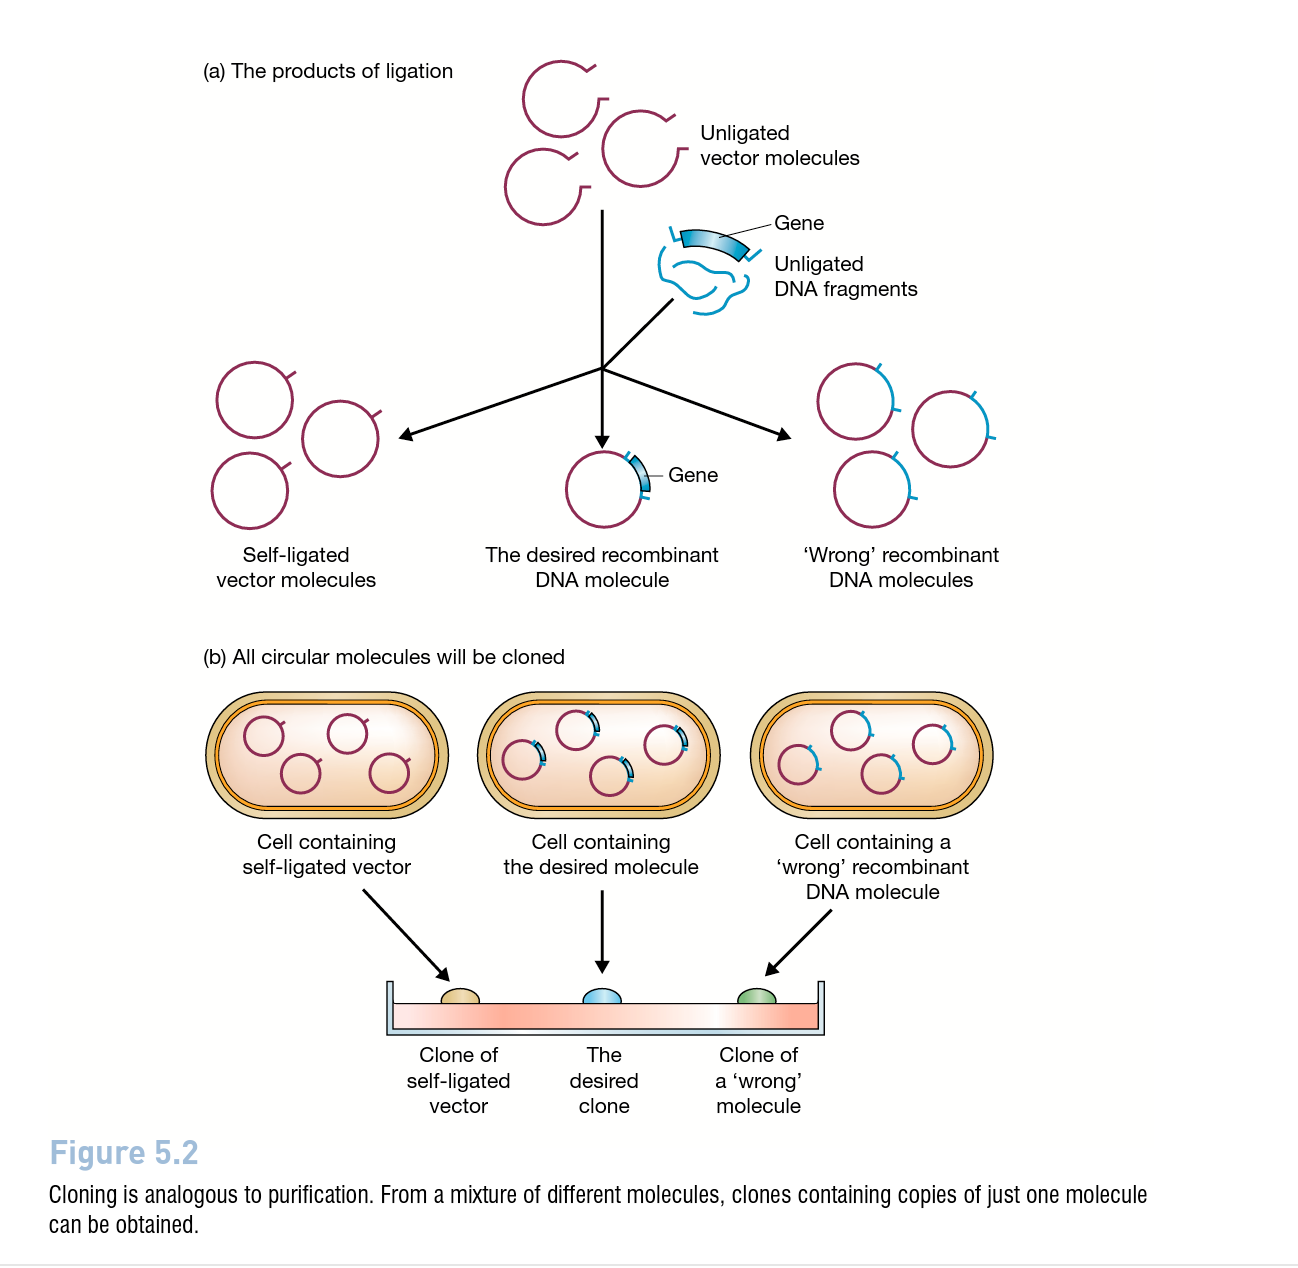 (a) The products of ligation
Unligated
vector molecules
Gene
Unligated
DNA fragments
Gene
Self-ligated
vector molecules
The desired recombinant
DNA molecule
‘Wrong’ recombinant
DNA molecules
(b) All circular molecules will be cloned
Cell containing
self-ligated vector
Cell containing
the desired molecule
Cell containing a
‘wrong’ recombinant
DNA molecule
Clone of
self-ligated
vector
The
desired
clone
Clone of
a ‘wrong’
molecule
Figure 5.2
Cloning is analogous to purification. From a mixture of different molecules, clones containing copies of just one molecule
can be obtained.